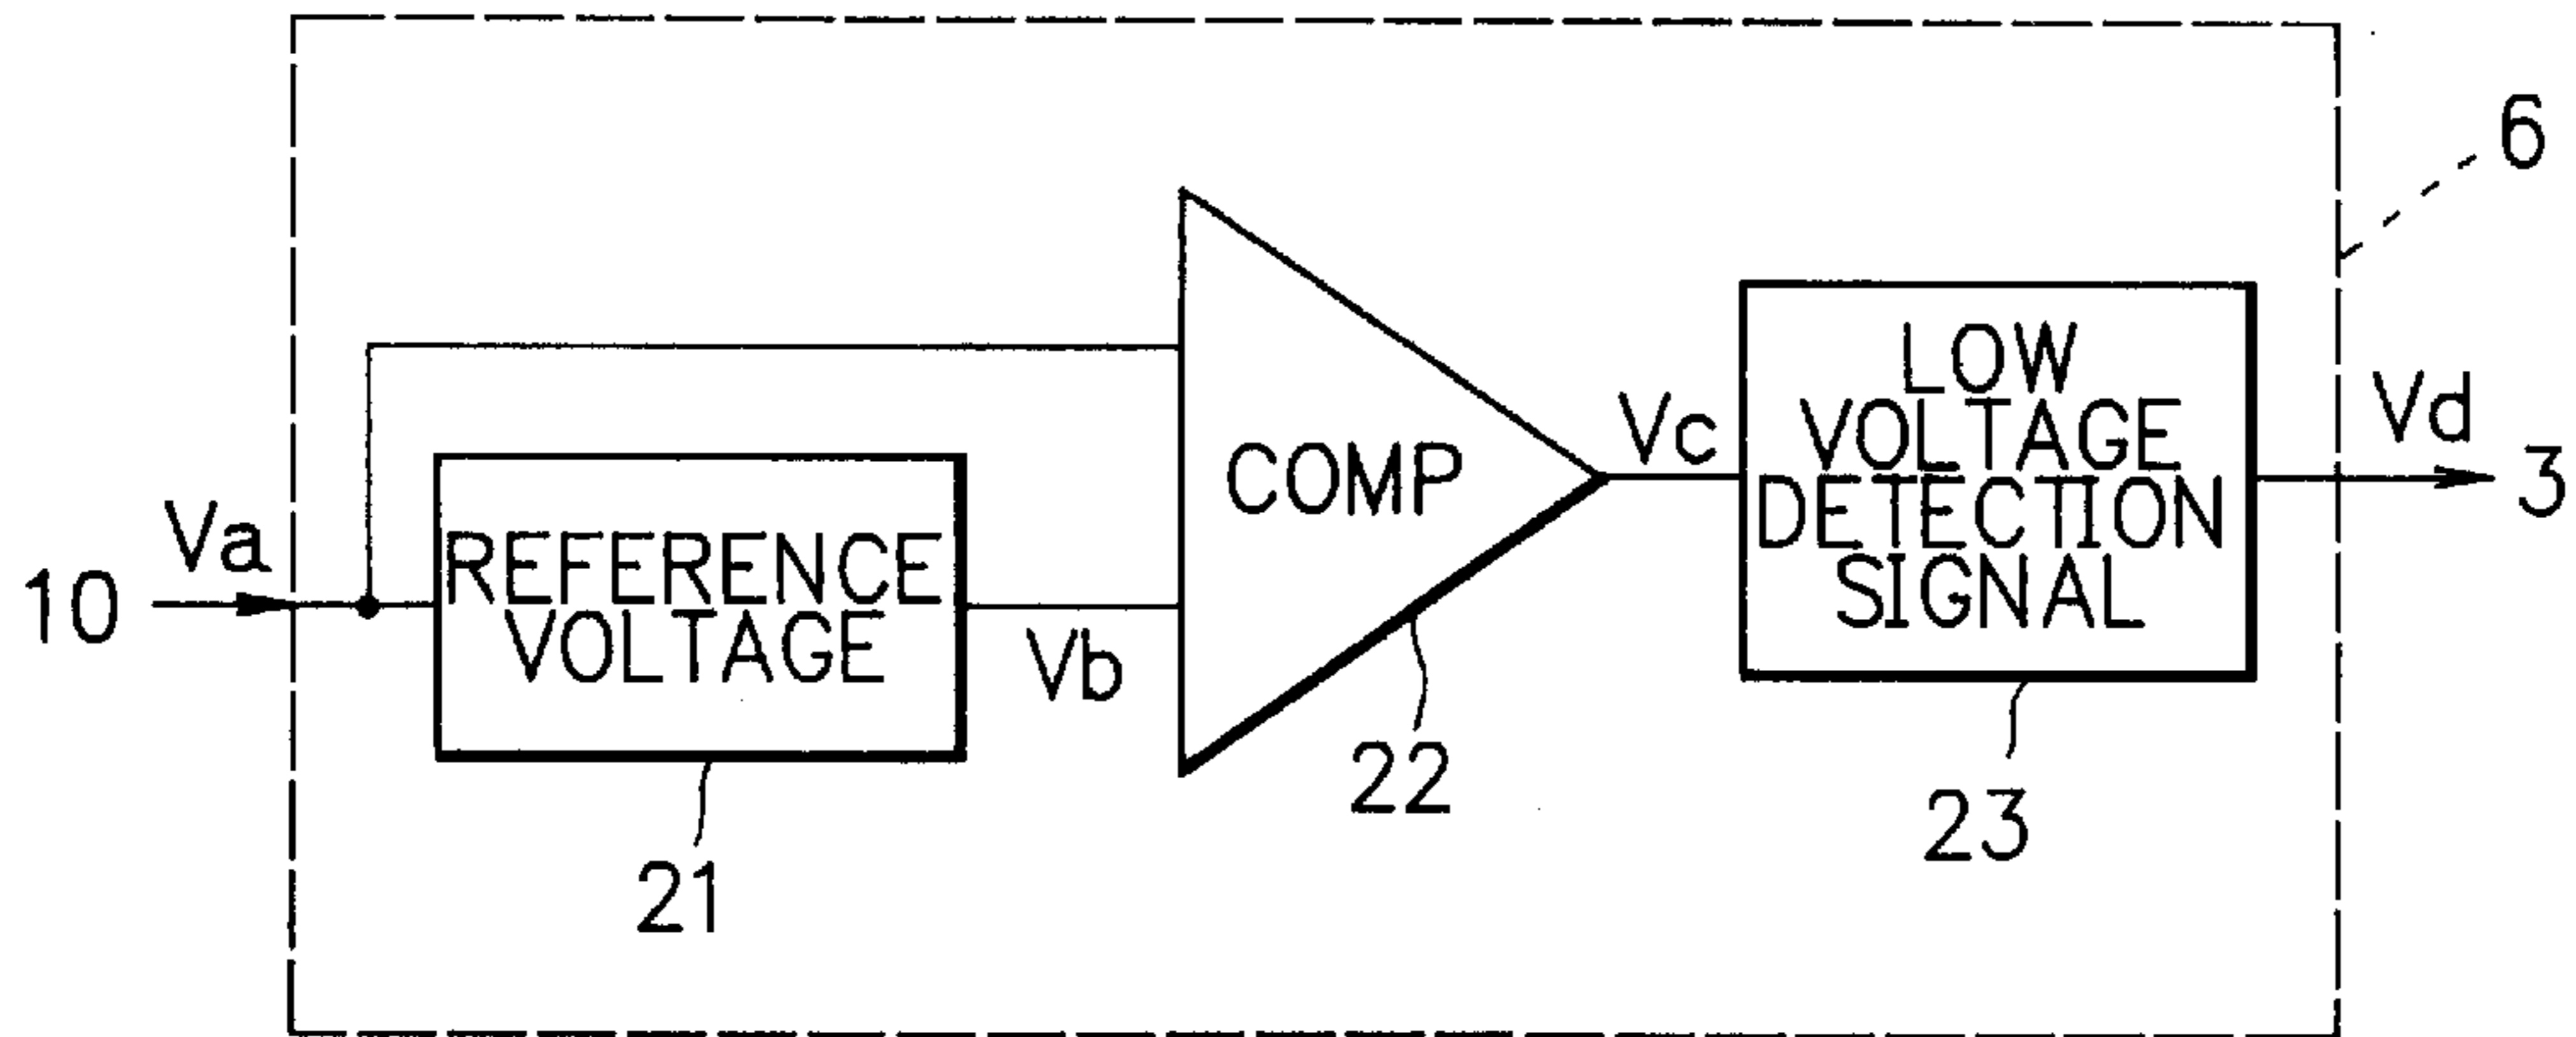 6
LOW
VOLTAGE
DETECTION
SIGNAL
Vd
3
Vc
COMP
Va
10
REFERENCE
VOLTAGE
Vb
22
23
21